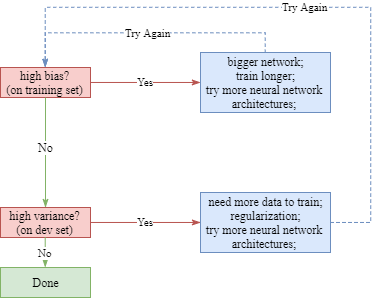 Try Again
Try Again
high bias?
(on training set)
Yes
bigger network;
train longer;
try more neural network
architectures;
No
high variance?
(on dev set)
Yes
need more data to train;
regularization;
try more neural network
architectures;
No
Done